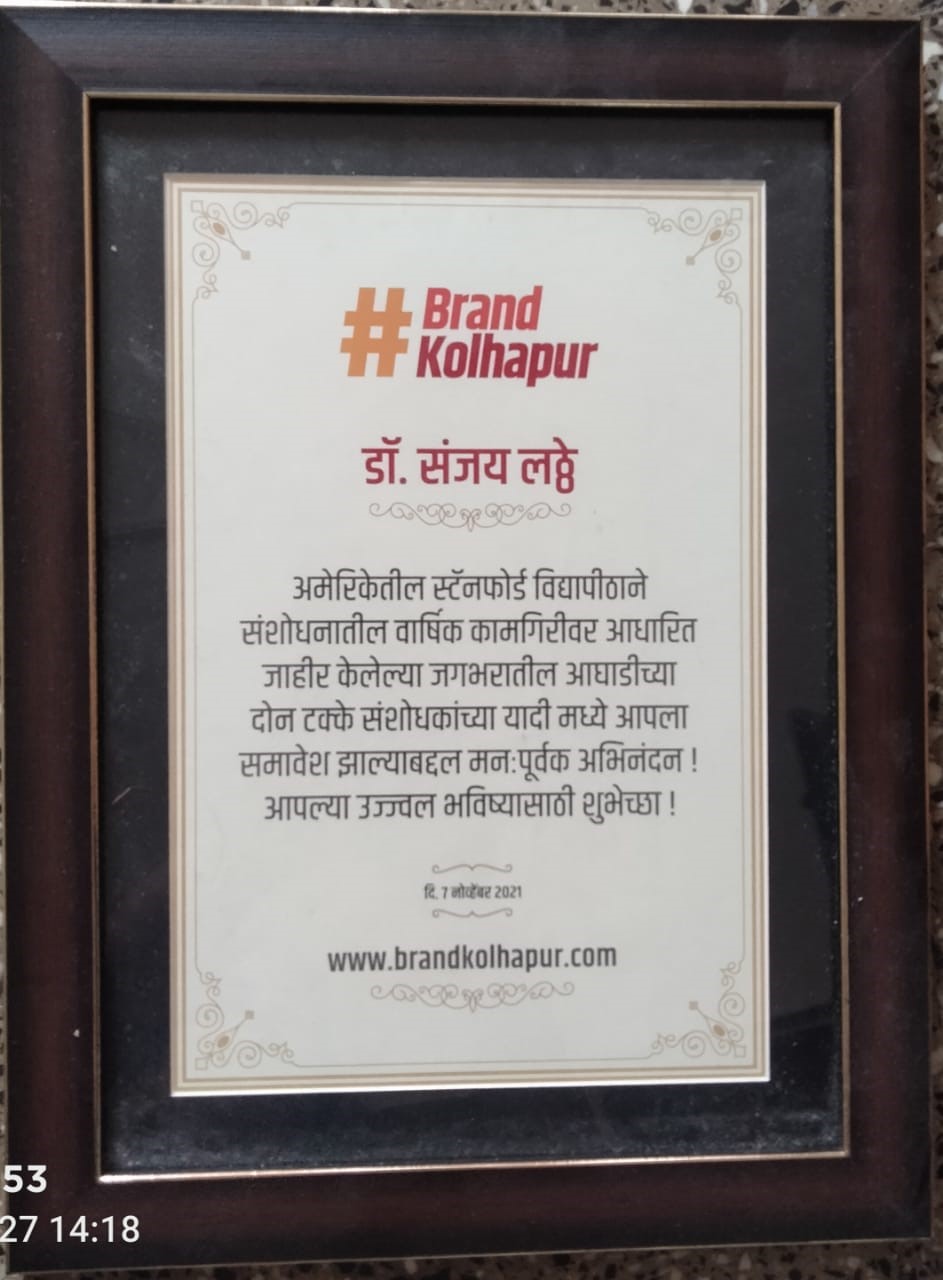 # Brand
Kolhapur
डॉ. संजय लठ्ठे
अमेरिकेतील स्टॅनफोर्ड विद्यापीठाने
संशोधनातील वार्षिक कामगिरीवर आधारित
जाहीर केलेल्या जगभरातील आघाडीच्या
दोन टक्के संशोधकांच्या यादी मध्ये आपला
समावेश झाल्याबद्दल मनःपूर्वक अभिनंदन !
आपल्या उज्ज्वल भविष्यासाठी शुभेच्छा !
दि. 7 नोव्हेंबर 2021
www.brandkolhapur.com
53
27 14:18